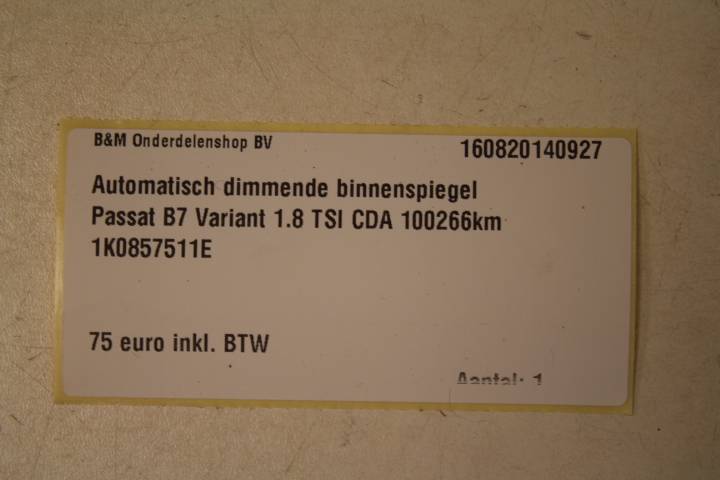 B&M Onderdelenshop BV 160820140927
Automatisch dimmende binnenspiegel
Passat B7 Variant 1.8 TSI CDA 100266km
1K0857511E
75 euro inkl. BTW
Aantal: 1